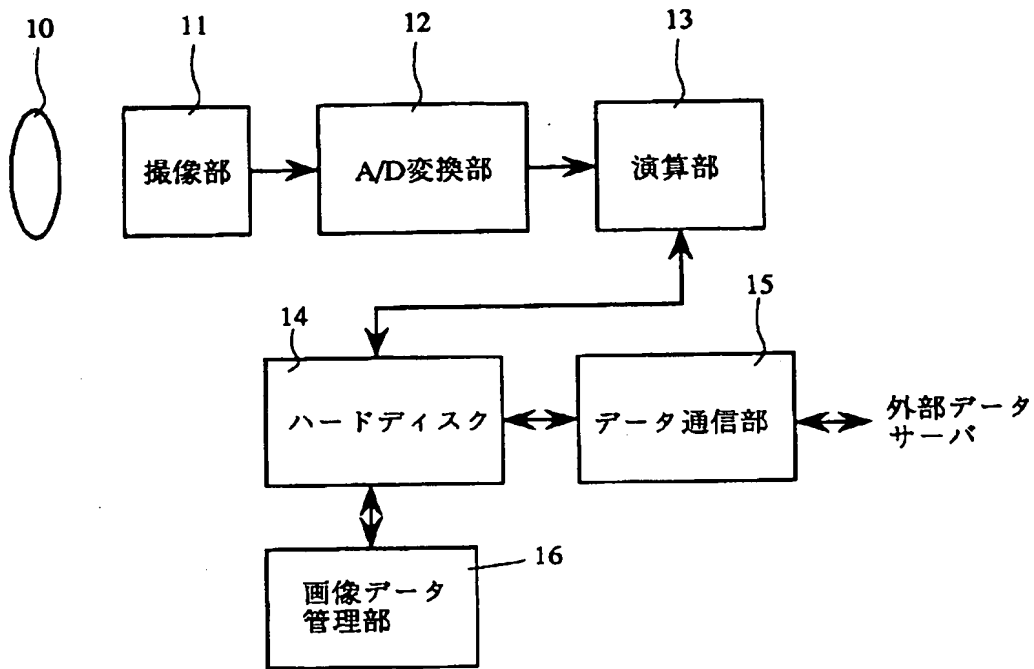 10
11
12
13
撮像部
A/D変換部
演算部
14
15
ハードディスク
データ通信部
外部データ
サーバ
16
画像データ
管理部